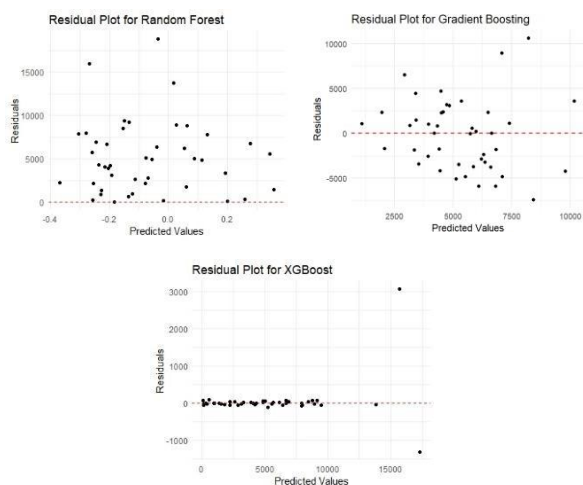 Residual Plot for Random Forest
Residuals
15000
10000
5000
0
-0.4 -0.2 0.0 0.2 0.4
Predicted Values
Residual Plot for Gradient Boosting
Residuals
10000
5000
0
-5000
2500 5000 7500 10000
Predicted Values
Residual Plot for XGBoost
Residuals
3000
2000
1000
0
-1000
0 5000 10000 15000
Predicted Values